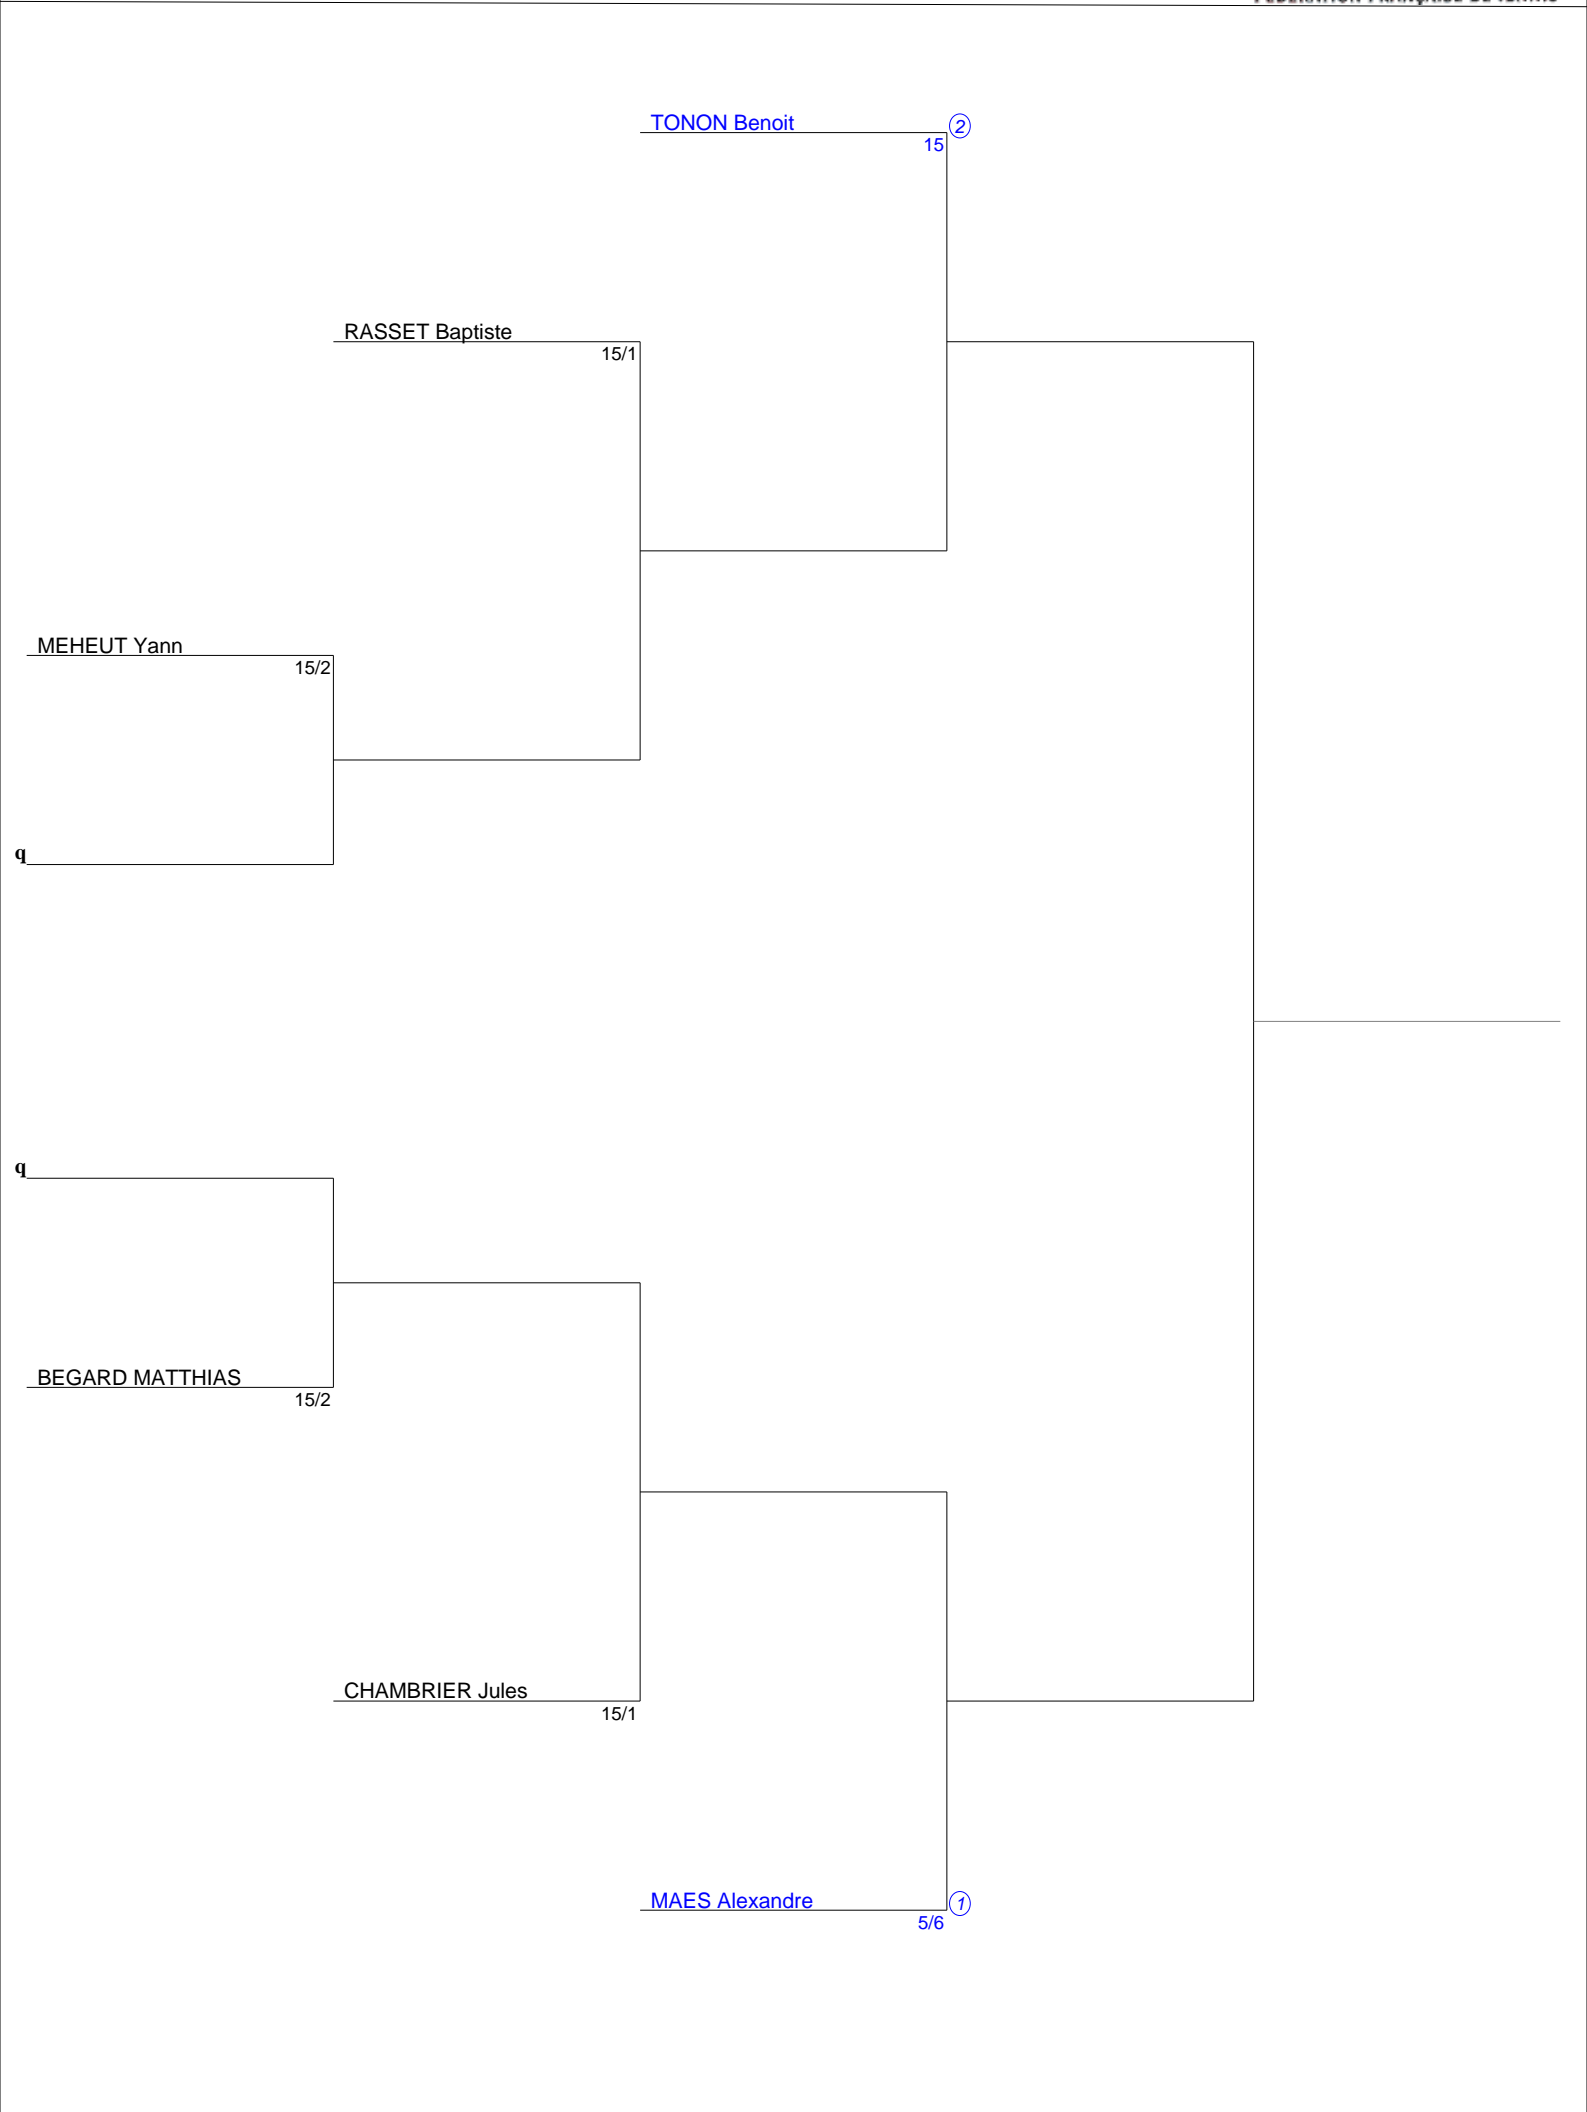 TONON Benoit
2
15
RASSET Baptiste
15/1
MEHEUT Yann
15/2
q
q
BEGARD MATTHIAS
15/2
CHAMBRIER Jules
15/1
MAES Alexandre
1
5/6